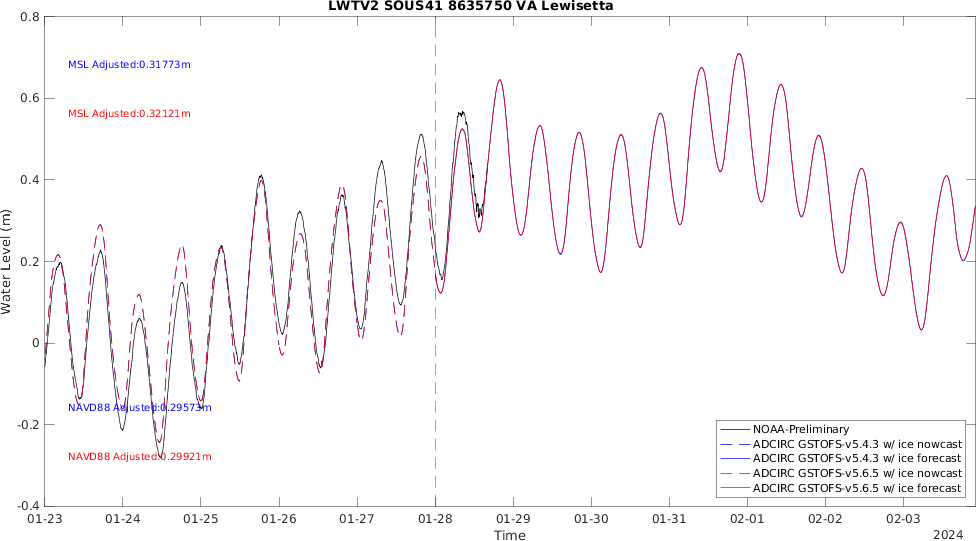 LWTV2 SOUS41 8635750 VA Lewisetta
0.8
0.6
0.4
0.2
0
-0.2
-0.4
Water Level (m)
MSL Adjusted:0.31773m
MSL Adjusted:0.32121m
NAVD88 Adjusted:0.29573m
NAVD88 Adjusted:0.29921m
NOAA-Preliminary
ADCIRC GSTOFS-v5.4.3 w/ ice nowcast
ADCIRC GSTOFS-v5.4.3 w/ ice forecast
ADCIRC GSTOFS-v5.6.5 w/ ice nowcast
ADCIRC GSTOFS-v5.6.5 w/ ice forecast
01-23 01-24 01-25 01-26 01-27 01-28 01-29 01-30 01-31 02-01 02-02 02-03
Time
2024